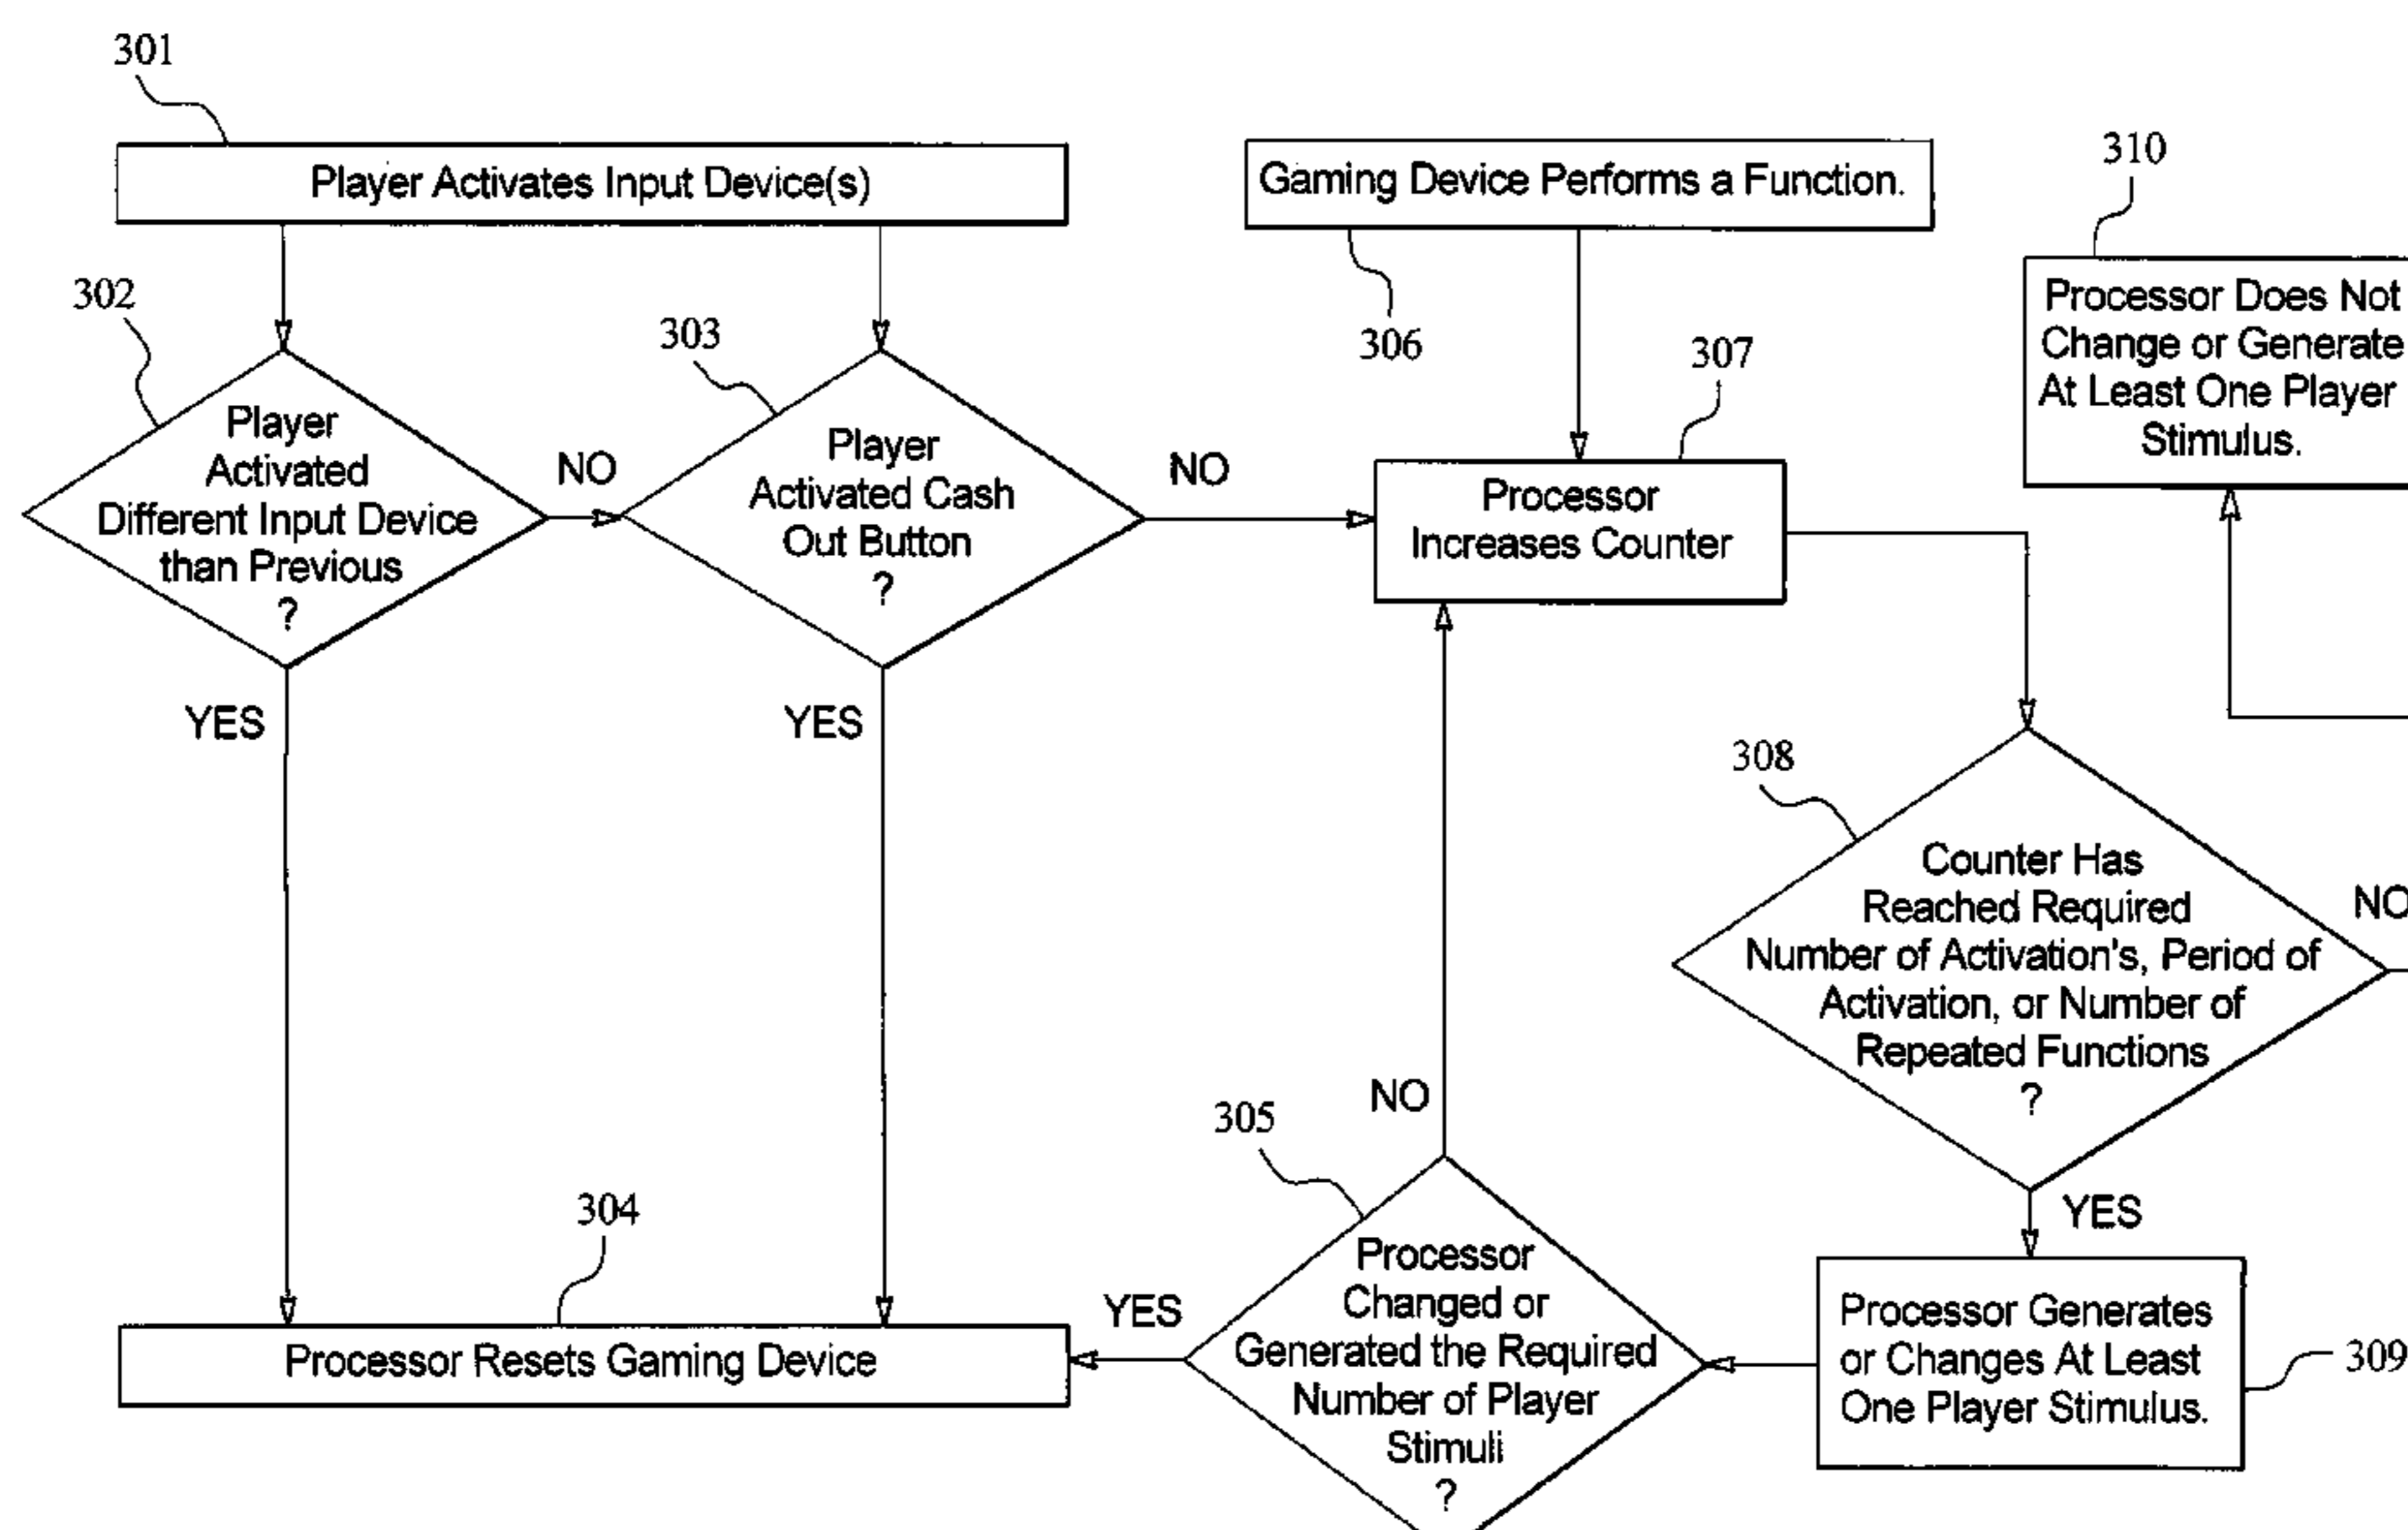 301
Player Activates Input Device(s)
Gaming Device Performs a Function.
306
310
Processor Does Not
Change or Generate
At Least One Player
Stimulus.
302
Player
Activated
Different Input Device
than Previous
?
NO
YES
303
Player
Activated Cash
Out Button
?
NO
YES
307
Processor
Increases Counter
308
Counter Has
Reached Required
Number of Activation's, Period of
Activation, or Number of
Repeated Functions
?
NO
YES
304
Processor Resets Gaming Device
305
Processor
Changed or
Generated the Required
Number of Player
Stimuli
?
NO
YES
Processor Generates
or Changes At Least
One Player Stimulus.
309